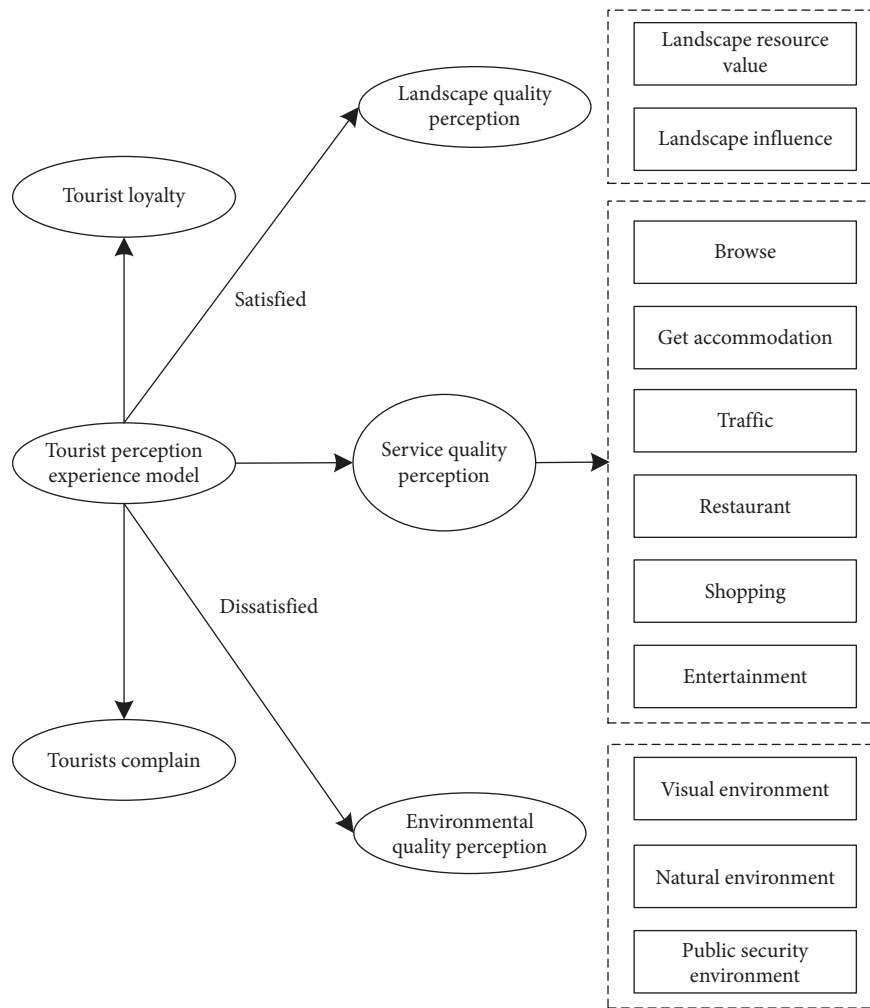 Landscape resource
value
Landscape quality
perception
Landscape influence
Tourist loyalty
Browse
Satisfied
Get accommodation
Traffic
Tourist perception
experience model
Service quality
perception
Restaurant
Shopping
Dissatisfied
Entertainment
Tourists complain
Visual environment
Environmental
quality perception
Natural environment
Public security
environment